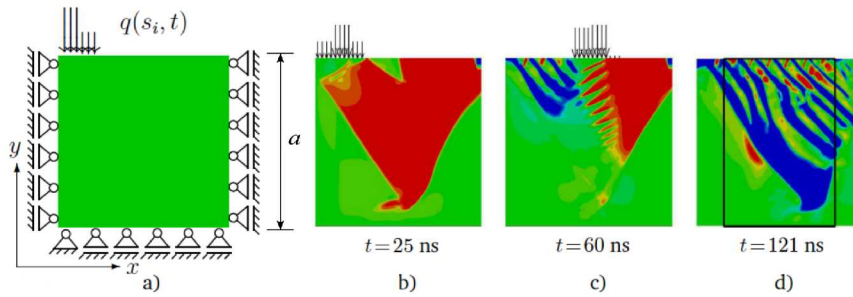 q(s_i, t)
a
y
x
t=25 ns
t=60 ns
t=121 ns
a)
b)
c)
d)